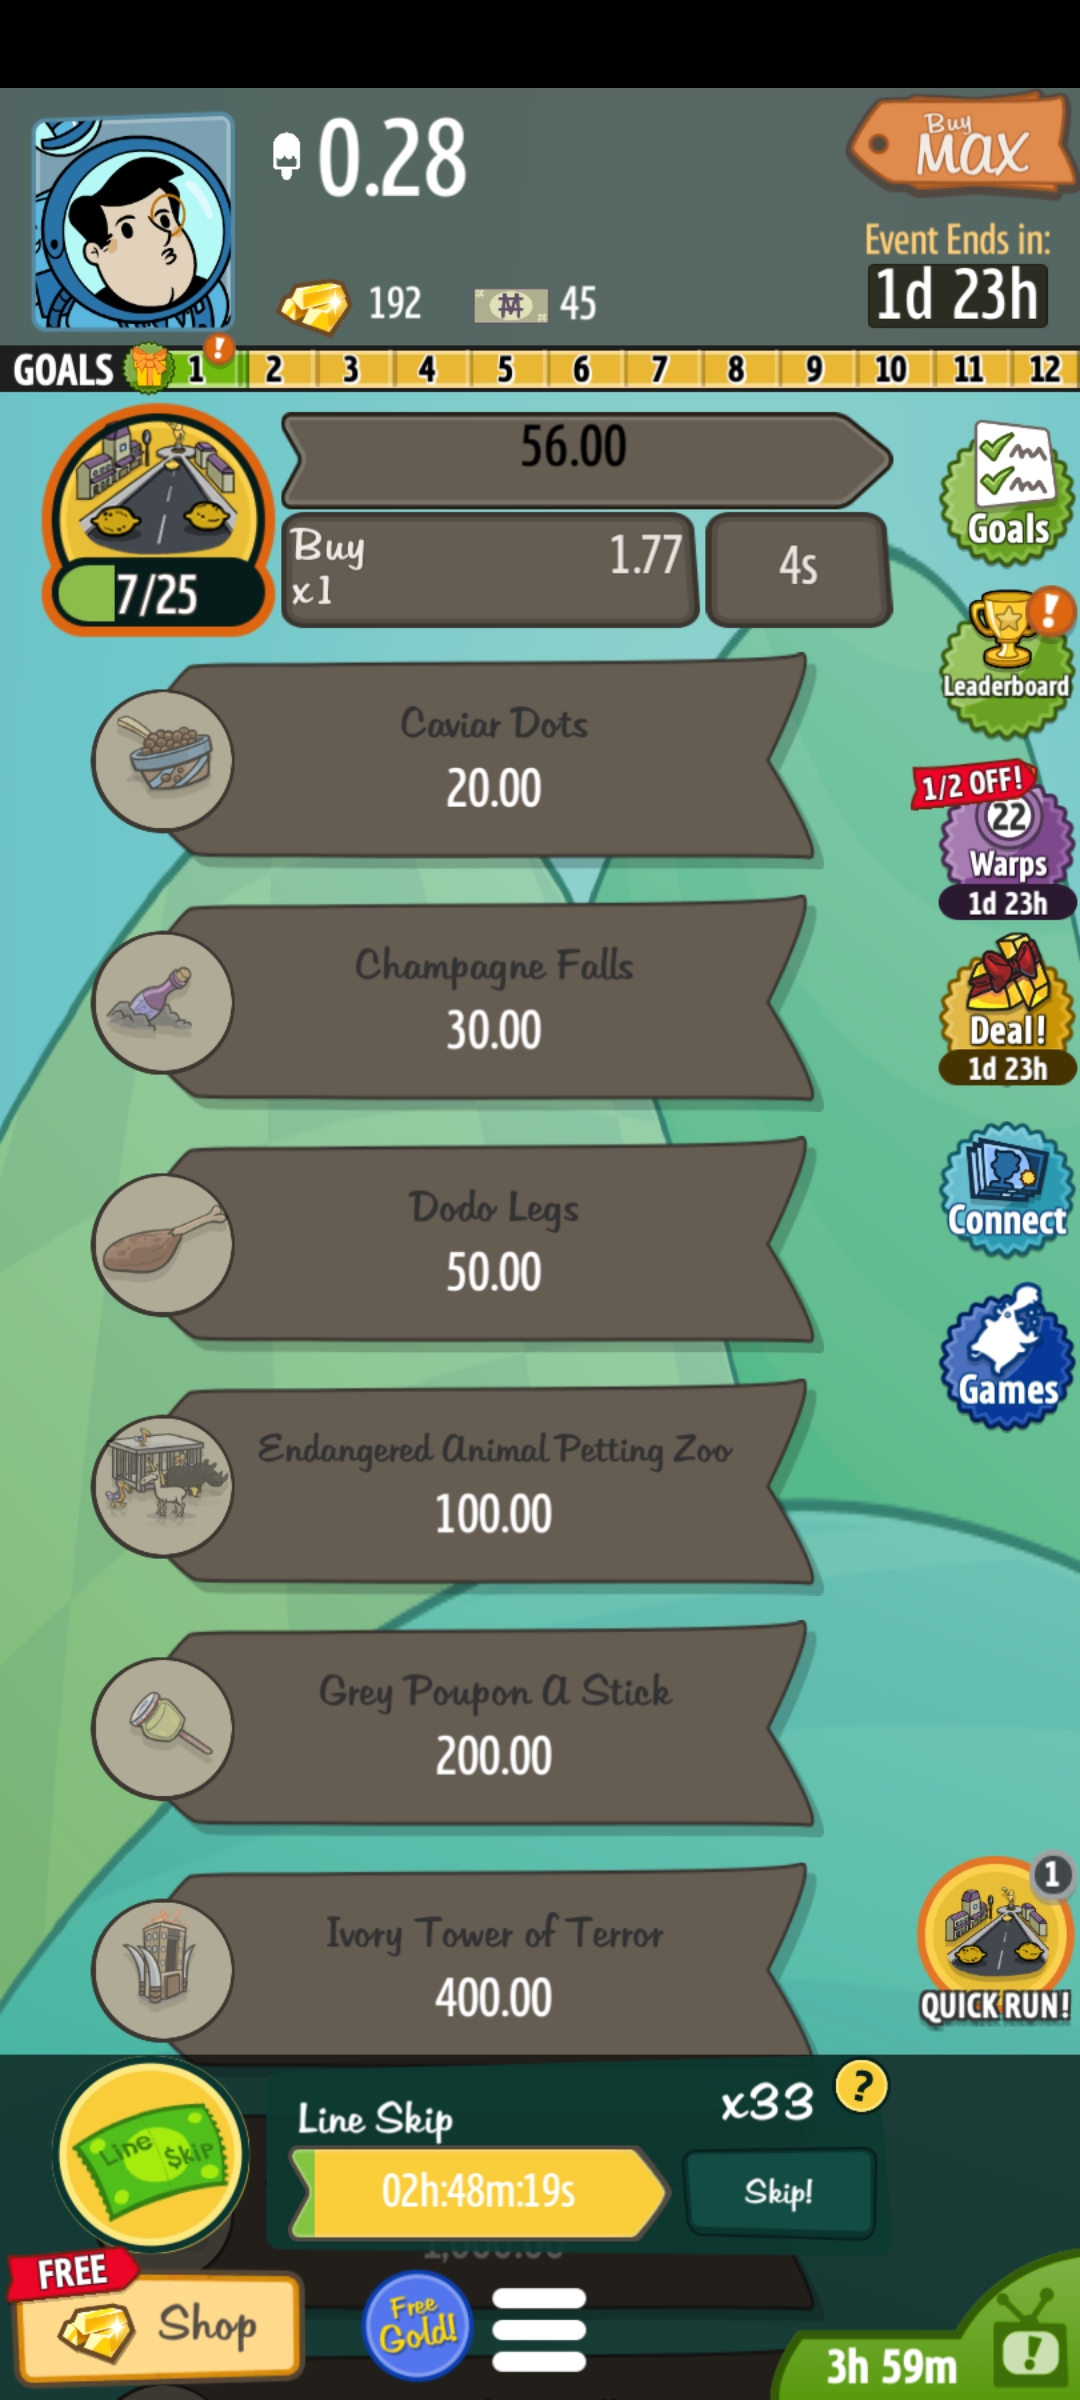 0.28
Buy
MAX
Event Ends in:
1d 23h
192
45
GOALS 1 ! 2 3 4 5 6 7 8 9 10 11 12
56.00
7/25
Buy
x1
1.77
4s
Goals
!
Leaderboard
Caviar Dots
20.00
1/2 OFF!
22
Warps
1d 23h
Champagne Falls
30.00
Deal!
1d 23h
Dodo Legs
50.00
Connect
Endangered Animal Petting Zoo
100.00
Games
Grey Poupon A Stick
200.00
Ivory Tower of Terror
400.00
1
QUICK RUN!
Line $kip
Line Skip
x33
?
02h:48m:19s
Skip!
1,000.00
FREE
Shop
Free
Gold!
3h 59m
!